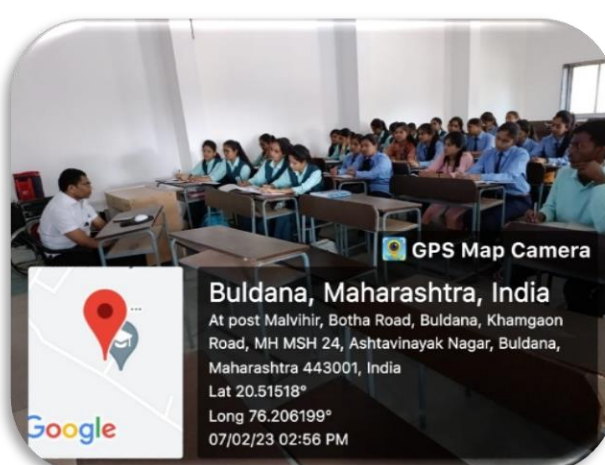 GPS Map Camera
Buldana, Maharashtra, India
At post Malvihir, Botha Road, Buldana, Khamgaon
Road, MH MSH 24, Ashtavinayak Nagar, Buldana,
Maharashtra 443001, India
Lat 20.51518°
Long 76.206199°
07/02/23 02:56 PM
Google